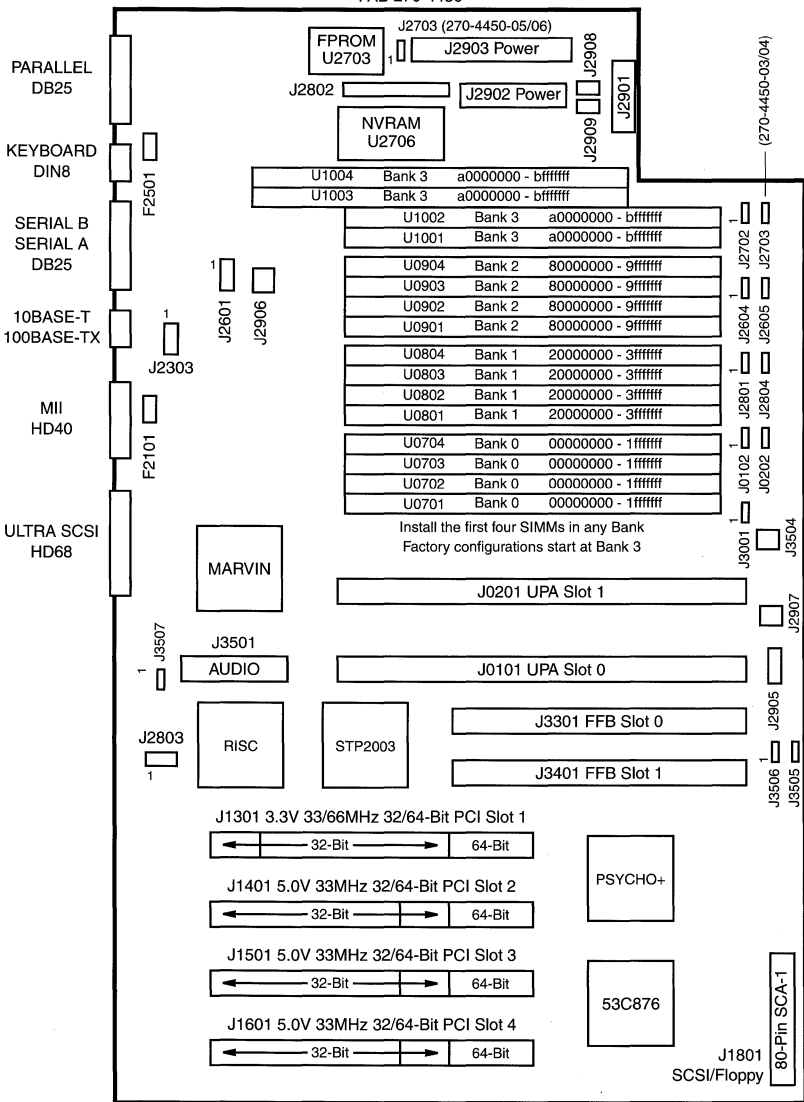 J2703 (270-4450-05/06)
FPROM
U2703
1
J2903 Power
J2908
J2901
(270-4450-03/04)
PARALLEL
DB25
J2802
J2902 Power
J2909
NVRAM
U2706
KEYBOARD
DIN8
F2501
U1004 Bank 3 a0000000 - bfffffff
U1003 Bank 3 a0000000 - bfffffff
U1002 Bank 3 a0000000 - bfffffff
U1001 Bank 3 a0000000 - bfffffff
1
J2702
J2703
SERIAL B
SERIAL A
DB25
1
J2601
J2906
U0904 Bank 2 80000000 - 9fffffff
U0903 Bank 2 80000000 - 9fffffff
U0902 Bank 2 80000000 - 9fffffff
U0901 Bank 2 80000000 - 9fffffff
1
J2604
J2605
10BASE-T
100BASE-TX
1
J2303
U0804 Bank 1 20000000 - 3fffffff
U0803 Bank 1 20000000 - 3fffffff
U0802 Bank 1 20000000 - 3fffffff
U0801 Bank 1 20000000 - 3fffffff
1
J2801
J2804
MII
HD40
F2101
U0704 Bank 0 00000000 - 1fffffff
U0703 Bank 0 00000000 - 1fffffff
U0702 Bank 0 00000000 - 1fffffff
U0701 Bank 0 00000000 - 1fffffff
1
J0102
J0202
Install the first four SIMMs in any Bank
Factory configurations start at Bank 3
1
J3001
J3504
ULTRA SCSI
HD68
MARVIN
J0201 UPA Slot 1
J2907
J3507
1
J3501
AUDIO
J0101 UPA Slot 0
J2905
J2803
1
RISC
STP2003
J3301 FFB Slot 0
J3401 FFB Slot 1
1
J3506
J3505
J1301 3.3V 33/66MHz 32/64-Bit PCI Slot 1
32-Bit 64-Bit
PSYCHO+
J1401 5.0V 33MHz 32/64-Bit PCI Slot 2
32-Bit 64-Bit
J1501 5.0V 33MHz 32/64-Bit PCI Slot 3
32-Bit 64-Bit
53C876
J1601 5.0V 33MHz 32/64-Bit PCI Slot 4
32-Bit 64-Bit
J1801
SCSI/Floppy
80-Pin SCA-1